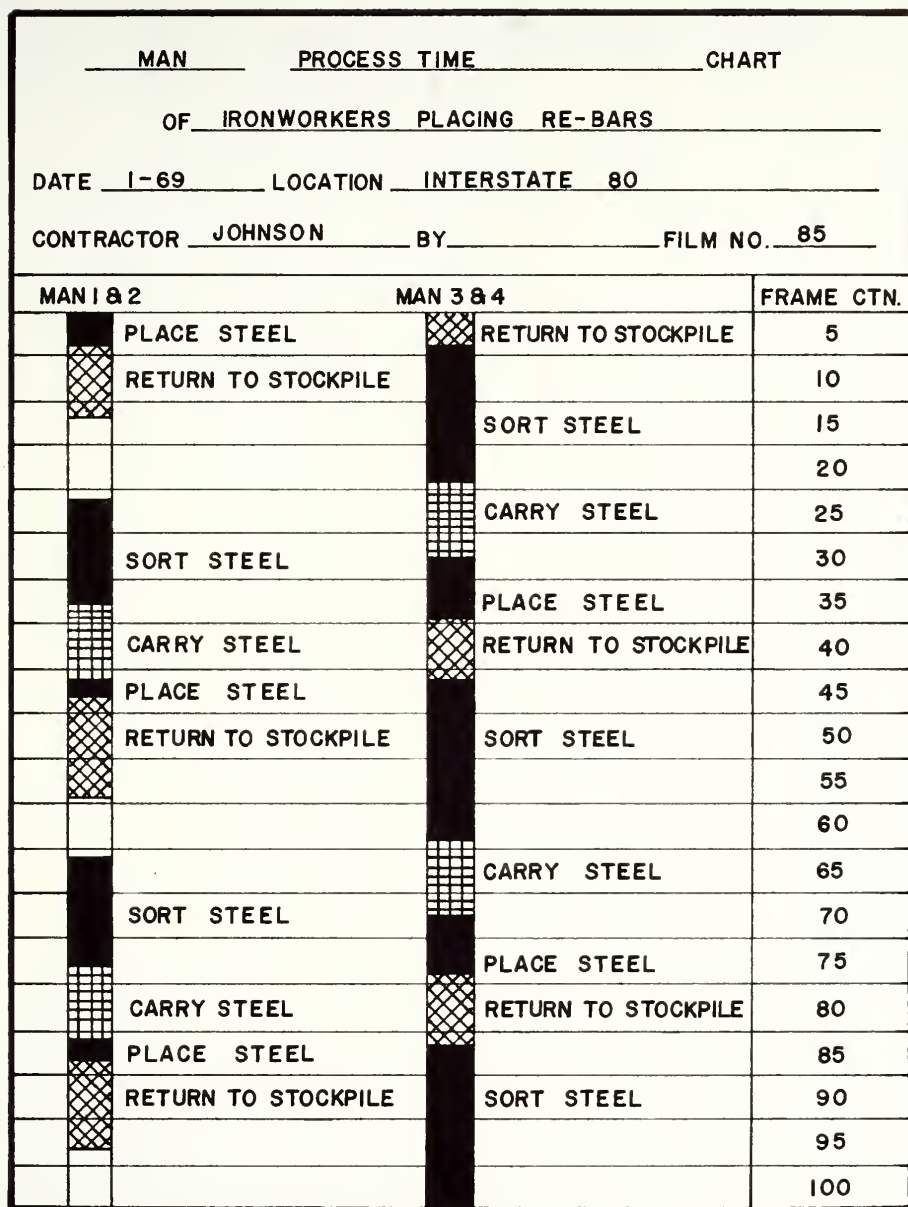 MAN PROCESS TIME CHART
OF IRONWORKERS PLACING RE-BARS
DATE 1-69 LOCATION INTERSTATE 80
CONTRACTOR JOHNSON BY FILM NO. 85
MAN 1 & 2 MAN 3 & 4 FRAME CTN.
PLACE STEEL RETURN TO STOCKPILE 5
RETURN TO STOCKPILE 10
SORT STEEL 15
20
CARRY STEEL 25
SORT STEEL 30
PLACE STEEL 35
CARRY STEEL RETURN TO STOCKPILE 40
PLACE STEEL 45
RETURN TO STOCKPILE SORT STEEL 50
55
60
CARRY STEEL 65
SORT STEEL 70
PLACE STEEL 75
CARRY STEEL RETURN TO STOCKPILE 80
PLACE STEEL 85
RETURN TO STOCKPILE SORT STEEL 90
95
100